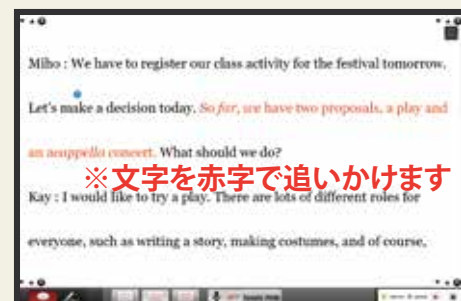 Miho : We have to register our class activity for the festival tomorrow.
Let's make a decision today. So far, we have two proposals, a play and
an acappella concert. What should we do?
※文字を赤字で追いかけます
Kay : I would like to try a play. There are lots of different roles for
everyone, such as writing a story, making costumes, and of course,